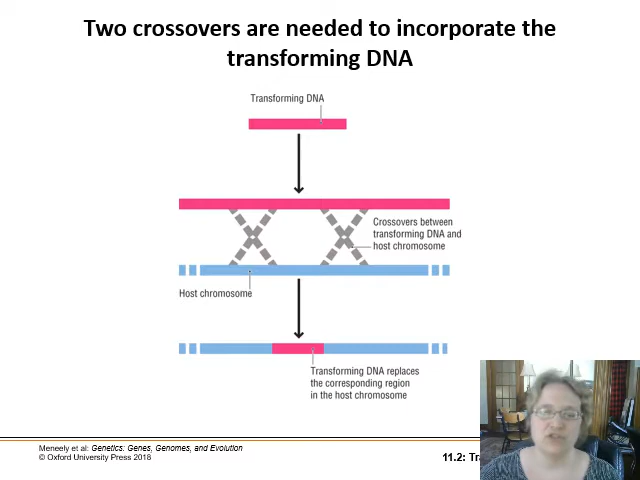 Two crossovers are needed to incorporate the
transforming DNA
Transforming DNA
Crossovers between
transforming DNA and
host chromosome
Host chromosome
Transforming DNA replaces
the corresponding region
in the host chromosome
Meneely et al: Genetics: Genes, Genomes, and Evolution
© Oxford University Press 2018
11.2: Tra